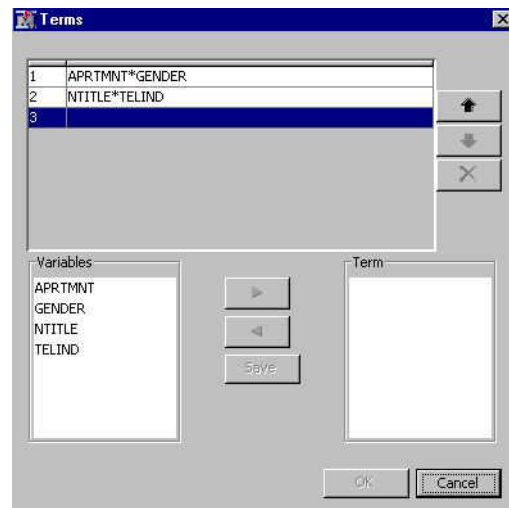 Terms
1 APRTMNT*GENDER
2 NTITLE*TELIND
3
Variables
Term
APRTMNT
GENDER
NTITLE
TELIND
Save
OK
Cancel